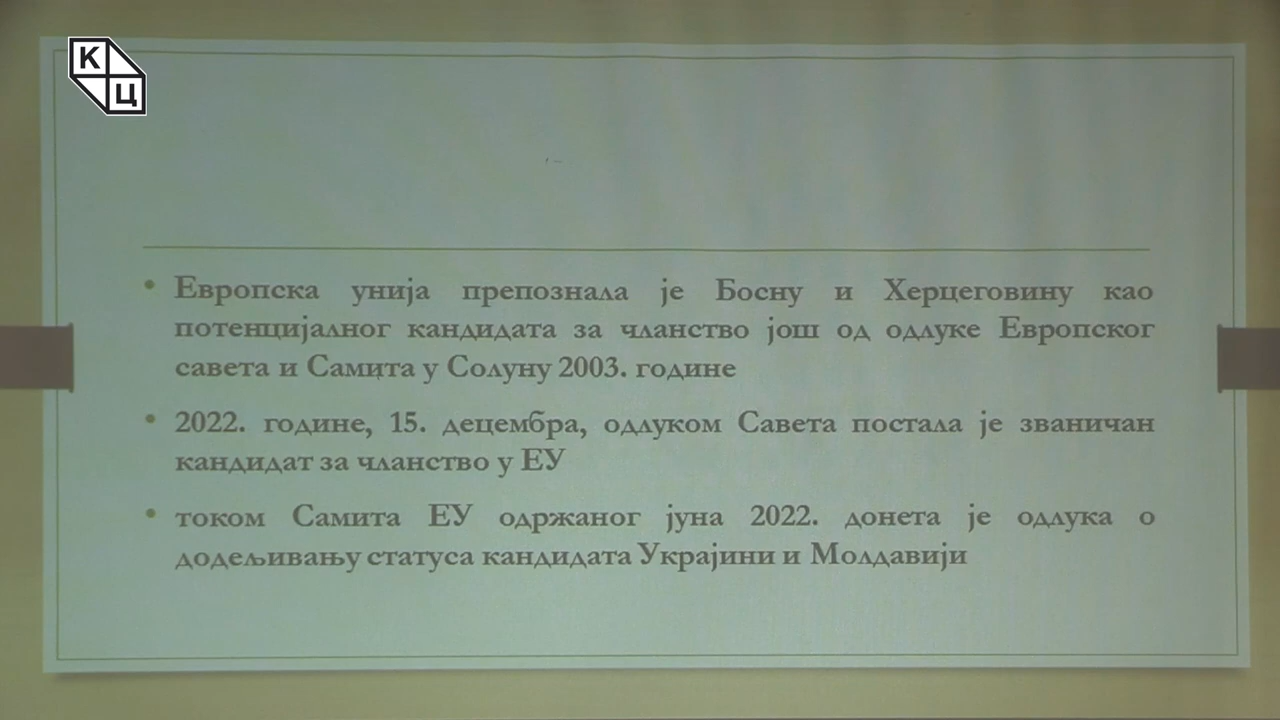 К
Ц
Европска унија препознала је Босну и Херцеговину као
потенцијалног кандидата за чланство још од одлуке Европског
савета и Самита у Солуну 2003. године
2022. године, 15. децембра, одлуком Савета постала је званичан
кандидат за чланство у ЕУ
током Самита ЕУ одржаног јуна 2022. донета је одлука о
додељивању статуса кандидата Украјини и Молдавији